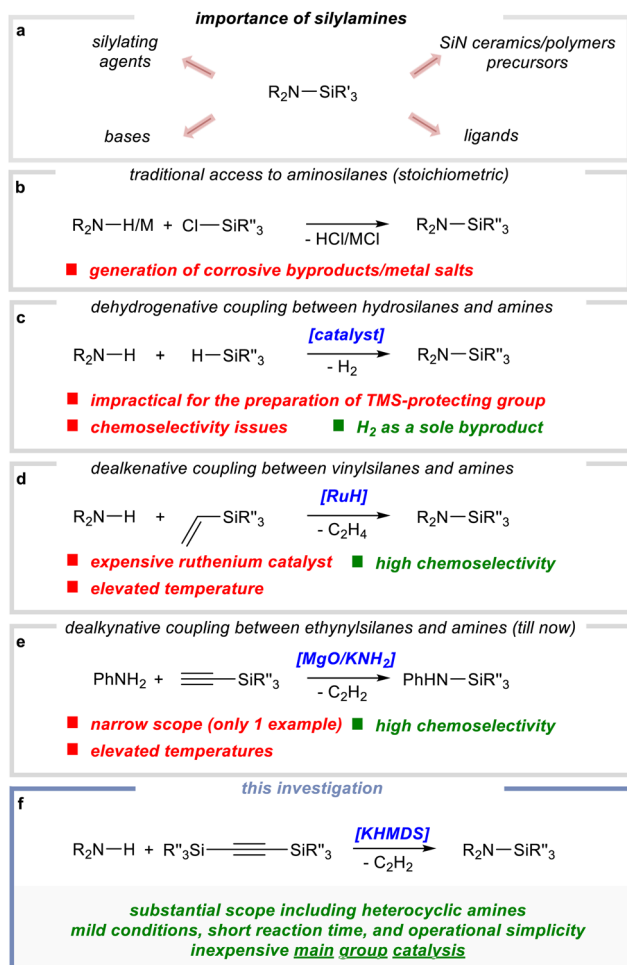 importance of silylamines
a
silylating agents
SiN ceramics/polymers precursors
R₂N—SiR'₃
bases
ligands
traditional access to aminosilanes (stoichiometric)
b
R₂N—H/M + Cl—SiR"₃
- HCl/MCl
R₂N—SiR"₃
generation of corrosive byproducts/metal salts
dehydrogenative coupling between hydrosilanes and amines
c
[catalyst]
R₂N—H + H—SiR"₃
- H₂
R₂N—SiR"₃
impractical for the preparation of TMS-protecting group
chemoselectivity issues
H₂ as a sole byproduct
dealkenative coupling between vinylsilanes and amines
d
[RuH]
R₂N—H + SiR"₃
- C₂H₄
R₂N—SiR"₃
expensive ruthenium catalyst
high chemoselectivity
elevated temperature
dealkynative coupling between ethynylsilanes and amines (till now)
e
[MgO/KNH₂]
PhNH₂ + SiR"₃
- C₂H₂
PhHN—SiR"₃
narrow scope (only 1 example)
high chemoselectivity
elevated temperatures
this investigation
f
[KHMDS]
R₂N—H + R"₃Si SiR"₃
- C₂H₂
R₂N—SiR"₃
substantial scope including heterocyclic amines
mild conditions, short reaction time, and operational simplicity
inexpensive main group catalysis